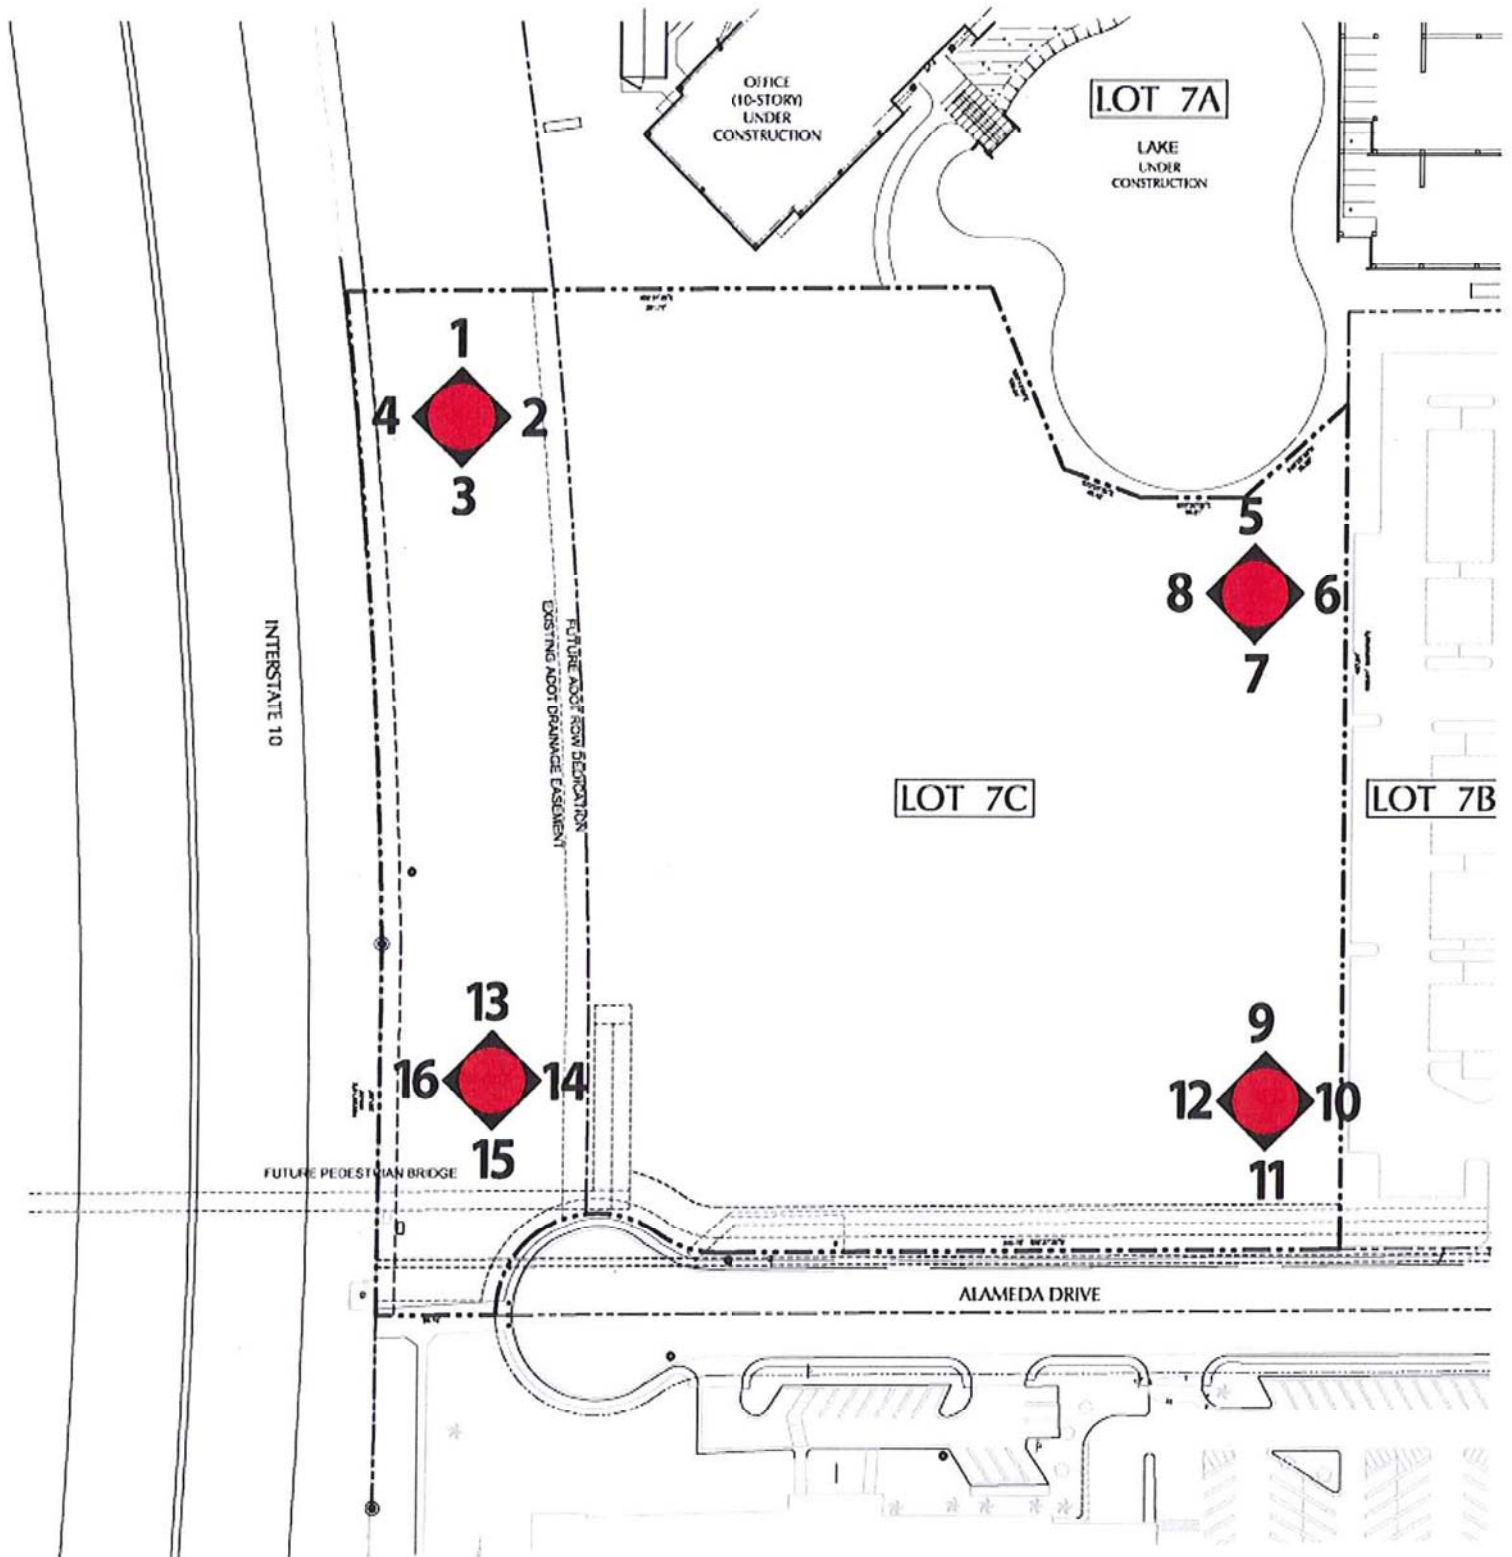 OFFICE
(10-STORY)
UNDER
CONSTRUCTION
LOT 7A
LAKE
UNDER
CONSTRUCTION
1
4
2
3
5
8
6
7
INTERSTATE 10
FUTURE ADOT ROW DEDICATION
EXISTING ADOT DRAINAGE EASEMENT
LOT 7C
LOT 7B
13
16
14
15
9
12
10
11
FUTURE PEDESTRIAN BRIDGE
ALAMEDA DRIVE